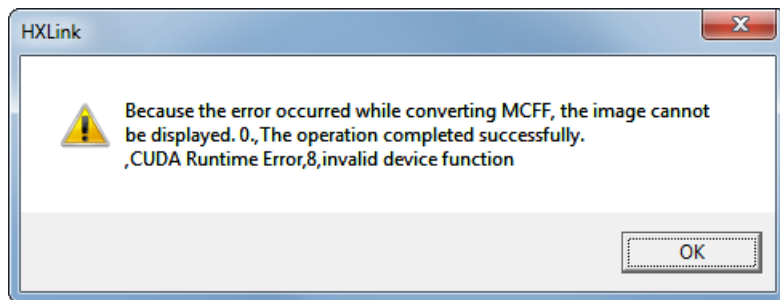 HXLink
Because the error occurred while converting MCFF, the image cannot
be displayed. 0.,The operation completed successfully.
,CUDA Runtime Error,8,invalid device function
OK